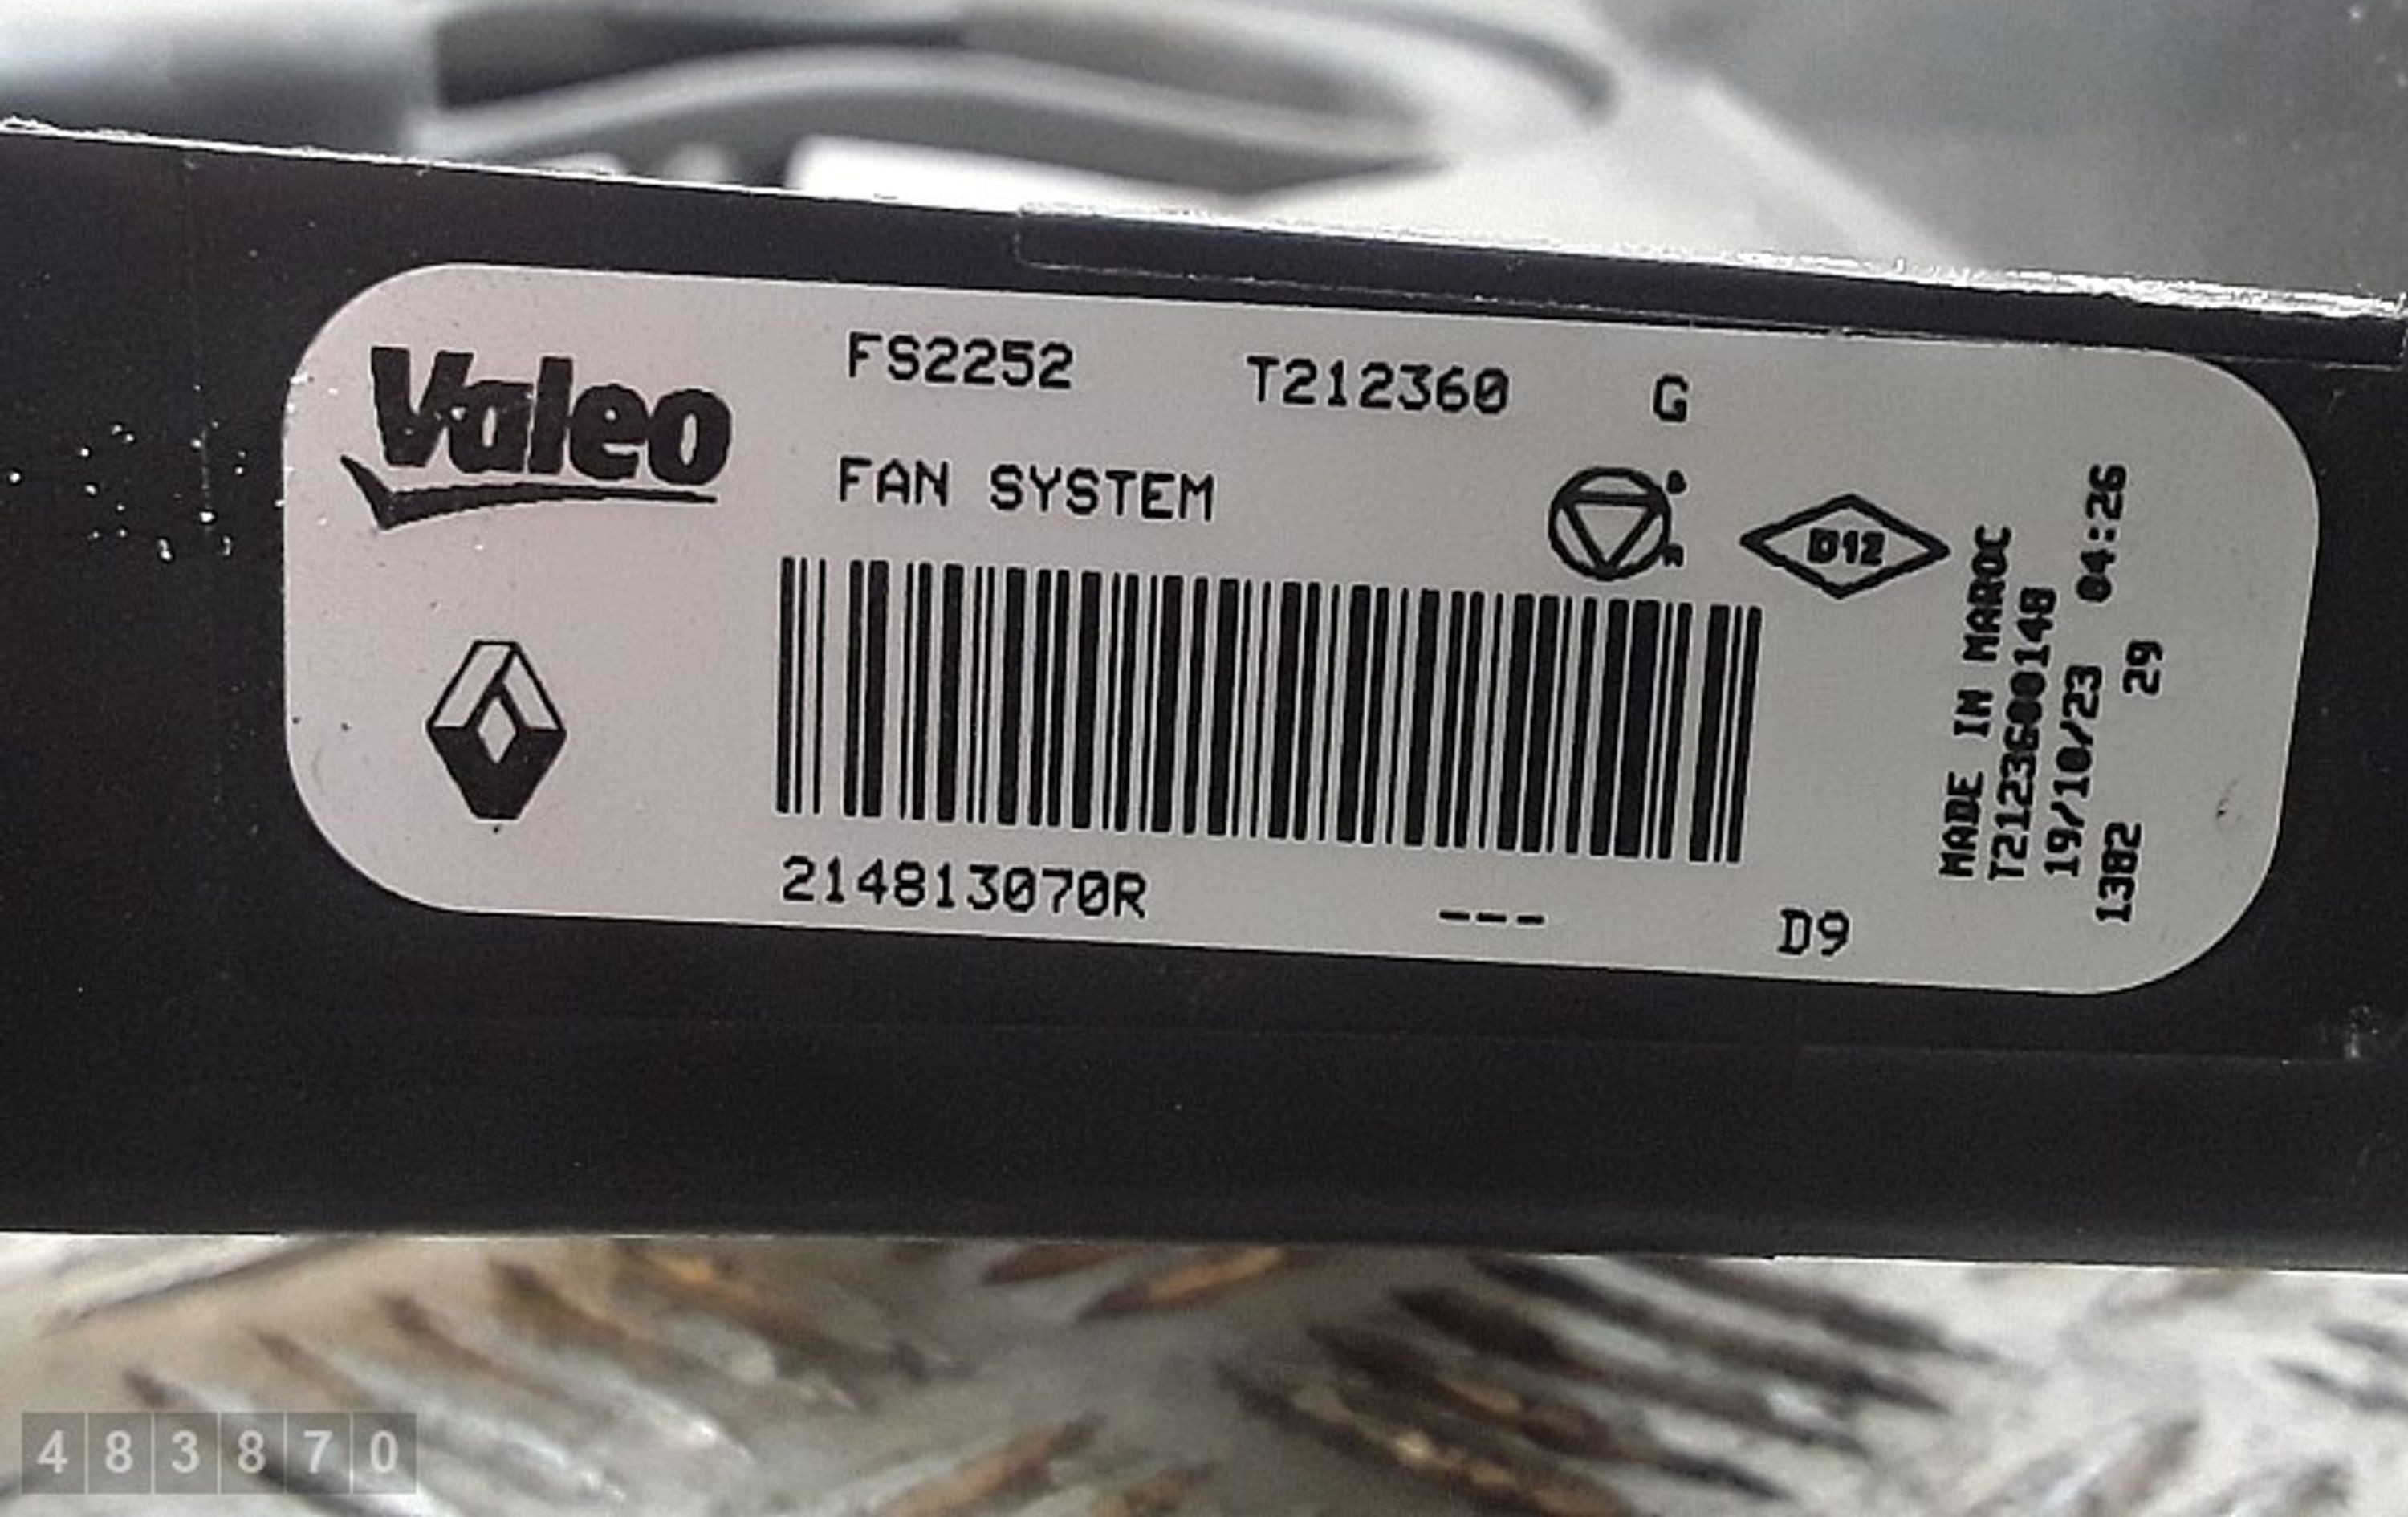 Valeo
FS2252 T212360 G
FAN SYSTEM
D12
214813070R --- D9
MADE IN MAROC
T21236000148
19/10/23 04:26
1382 29
483870